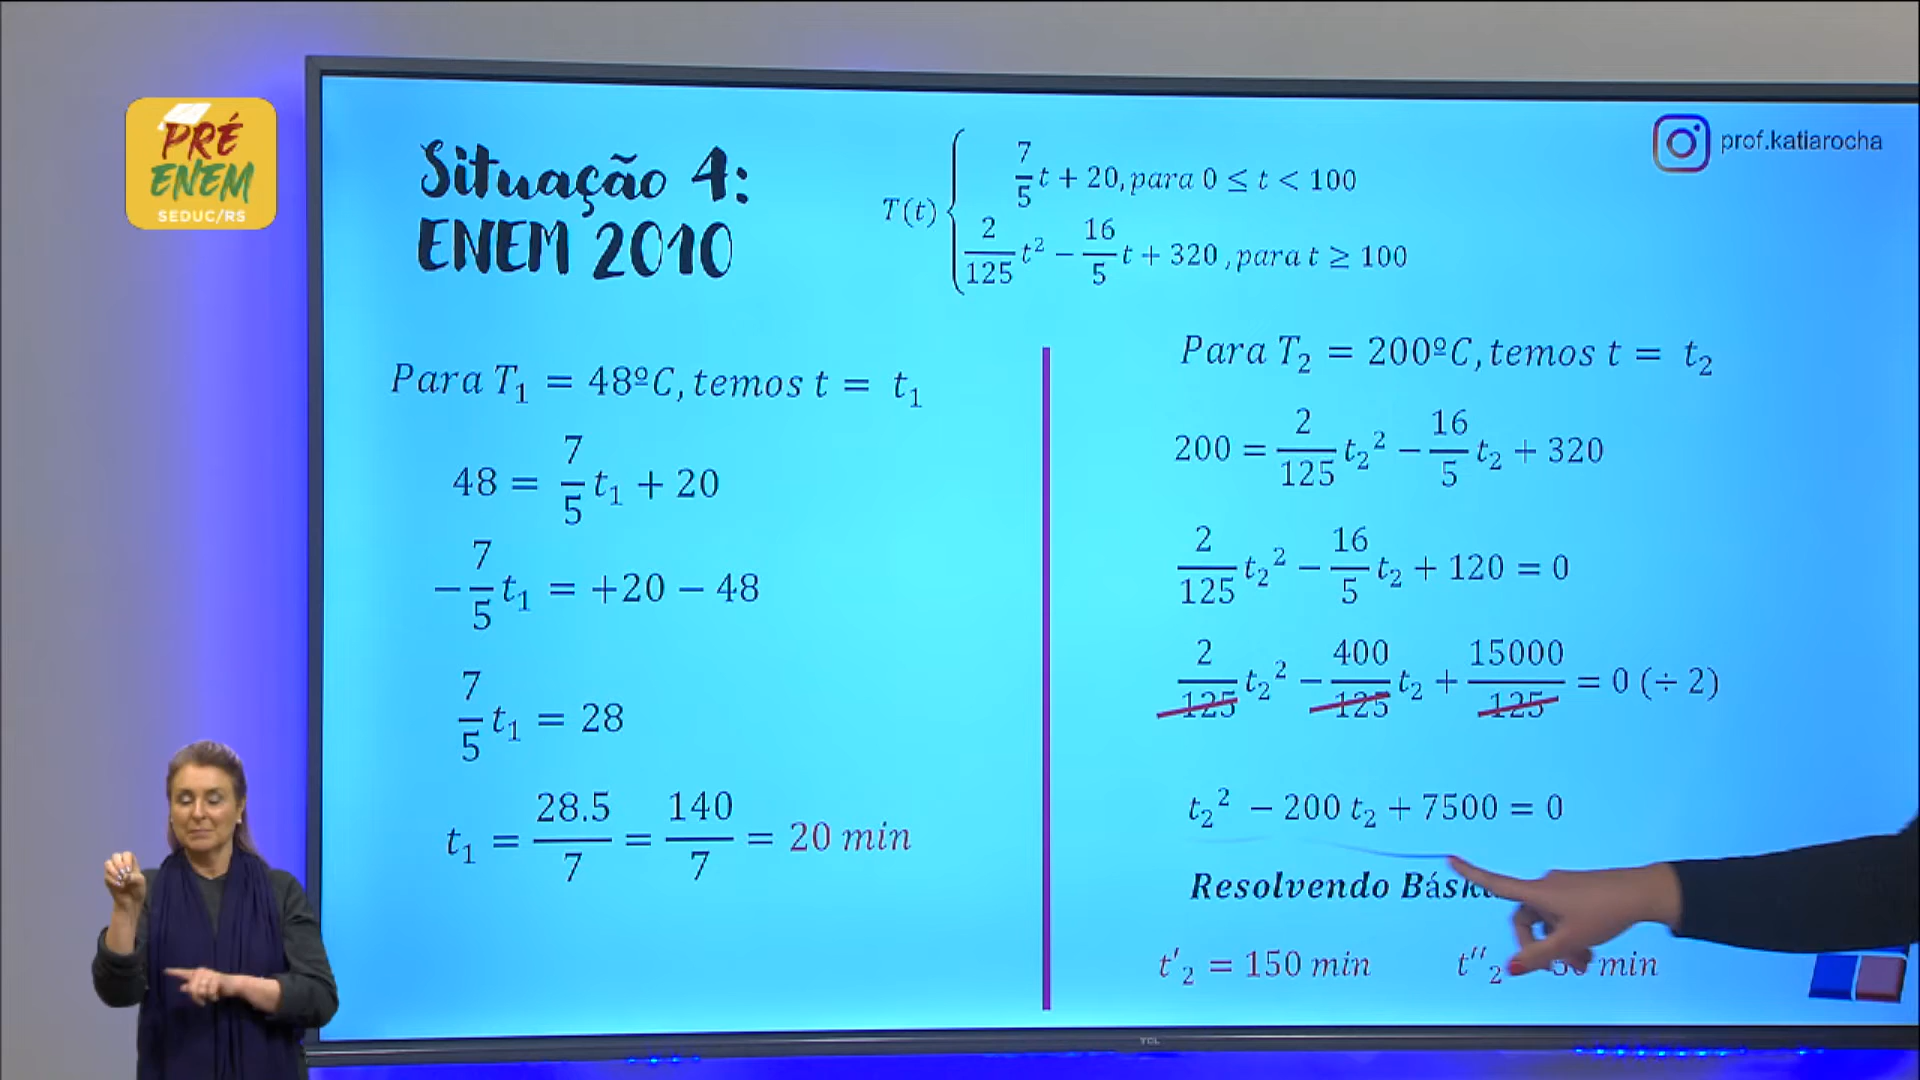 PRÉ
ENEM
SEDUC/RS
Situação 4:
ENEM 2010
T(t) { 7/5 t + 20, para 0 ≤ t < 100
2/125 t² − 16/5 t + 320 , para t ≥ 100
prof.katiarocha
Para T₁ = 48ºC, temos t = t₁
48 = 7/5 t₁ + 20
− 7/5 t₁ = +20 − 48
7/5 t₁ = 28
t₁ = 28.5/7 = 140/7 = 20 min
Para T₂ = 200ºC, temos t = t₂
200 = 2/125 t₂² − 16/5 t₂ + 320
2/125 t₂² − 16/5 t₂ + 120 = 0
2/125 t₂² − 400/125 t₂ + 15000/125 = 0 (÷ 2)
t₂² − 200 t₂ + 7500 = 0
Resolvendo
t′₂ = 150 min t′′₂ min
TCL